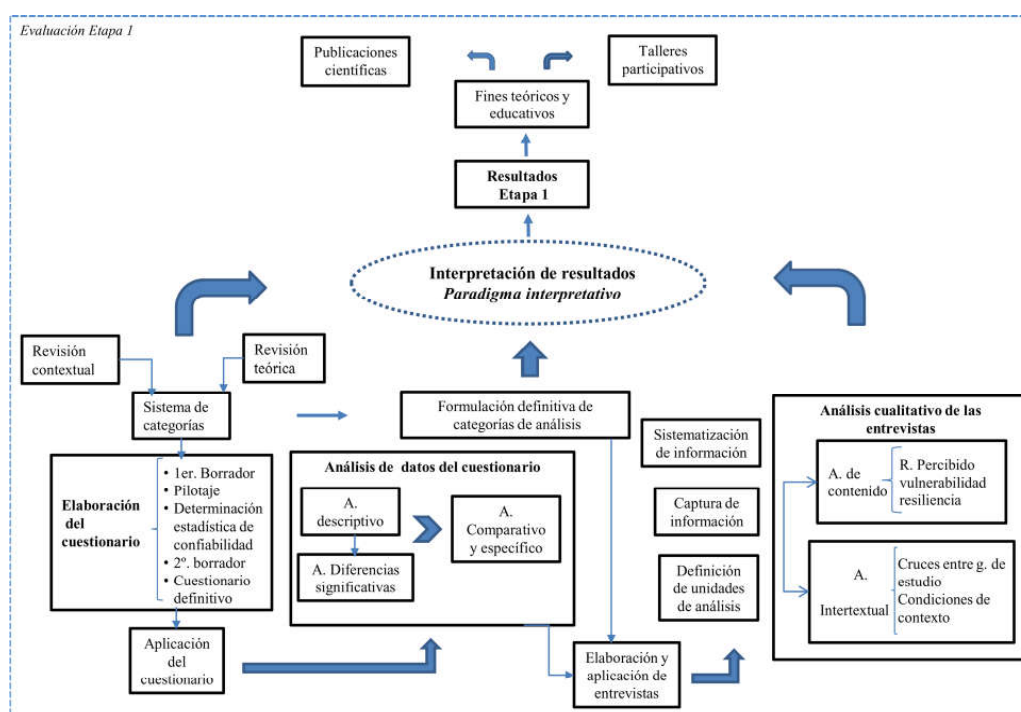 Evaluación Etapa 1
Publicaciones
científicas
Talleres
participativos
Fines teóricos y
educativos
Resultados
Etapa 1
Interpretación de resultados
Paradigma interpretativo
Revisión
contextual
Revisión
teórica
Sistema de
categorías
Formulación definitiva de
categorías de análisis
Elaboración
del
cuestionario
• 1er. Borrador
• Pilotaje
• Determinación
estadística de
confiabilidad
• 2º. borrador
• Cuestionario
definitivo
Aplicación
del
cuestionario
Análisis de datos del cuestionario
A.
descriptivo
A. Diferencias
significativas
A.
Comparativo
y específico
Sistematización
de información
Captura de
información
Definición
de unidades
de análisis
Elaboración y
aplicación de
entrevistas
Análisis cualitativo de las
entrevistas
A. de
contenido
R. Percibido
vulnerabilidad
resiliencia
A.
Intertextual
Cruces entre g. de
estudio
Condiciones de
contexto